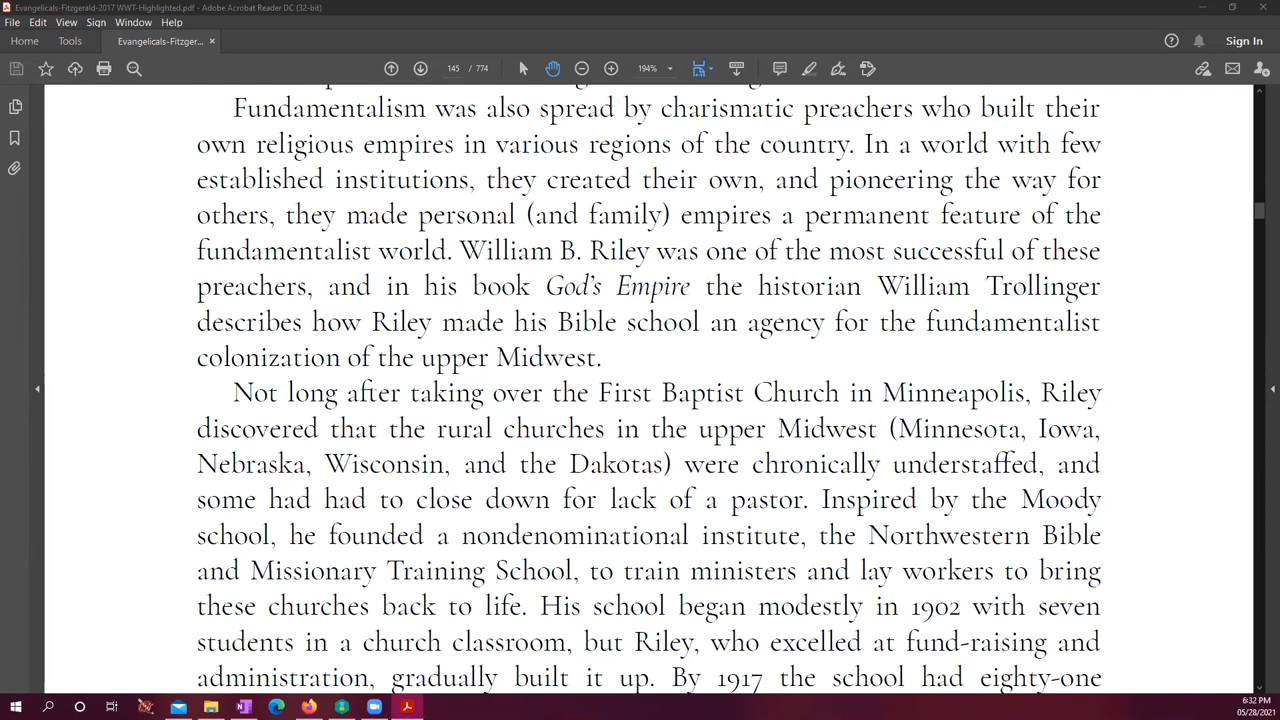 Evangelicals-Fitzgerald-2017 WWT-Highlighted.pdf - Adobe Acrobat Reader DC (32-bit)
File Edit View Sign Window Help
Home Tools Evangelicals-Fitzger... × Sign In
145 / 774 194%
Fundamentalism was also spread by charismatic preachers who built their
own religious empires in various regions of the country. In a world with few
established institutions, they created their own, and pioneering the way for
others, they made personal (and family) empires a permanent feature of the
fundamentalist world. William B. Riley was one of the most successful of these
preachers, and in his book God's Empire the historian William Trollinger
describes how Riley made his Bible school an agency for the fundamentalist
colonization of the upper Midwest.
Not long after taking over the First Baptist Church in Minneapolis, Riley
discovered that the rural churches in the upper Midwest (Minnesota, Iowa,
Nebraska, Wisconsin, and the Dakotas) were chronically understaffed, and
some had had to close down for lack of a pastor. Inspired by the Moody
school, he founded a nondenominational institute, the Northwestern Bible
and Missionary Training School, to train ministers and lay workers to bring
these churches back to life. His school began modestly in 1902 with seven
students in a church classroom, but Riley, who excelled at fund-raising and
administration, gradually built it up. By 1917 the school had eighty-one
6:32 PM
05/28/2021